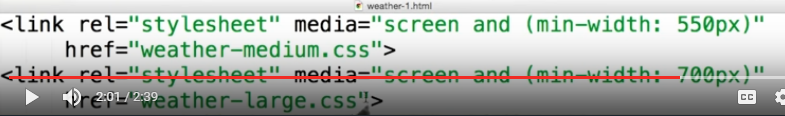 weather-1.html
<link rel="stylesheet" media="screen and (min-width: 550px)"
href="weather-medium.css">
<link rel="stylesheet" media="screen and (min-width: 700px)"
href="weather-large.css">
2:01 / 2:39
CC